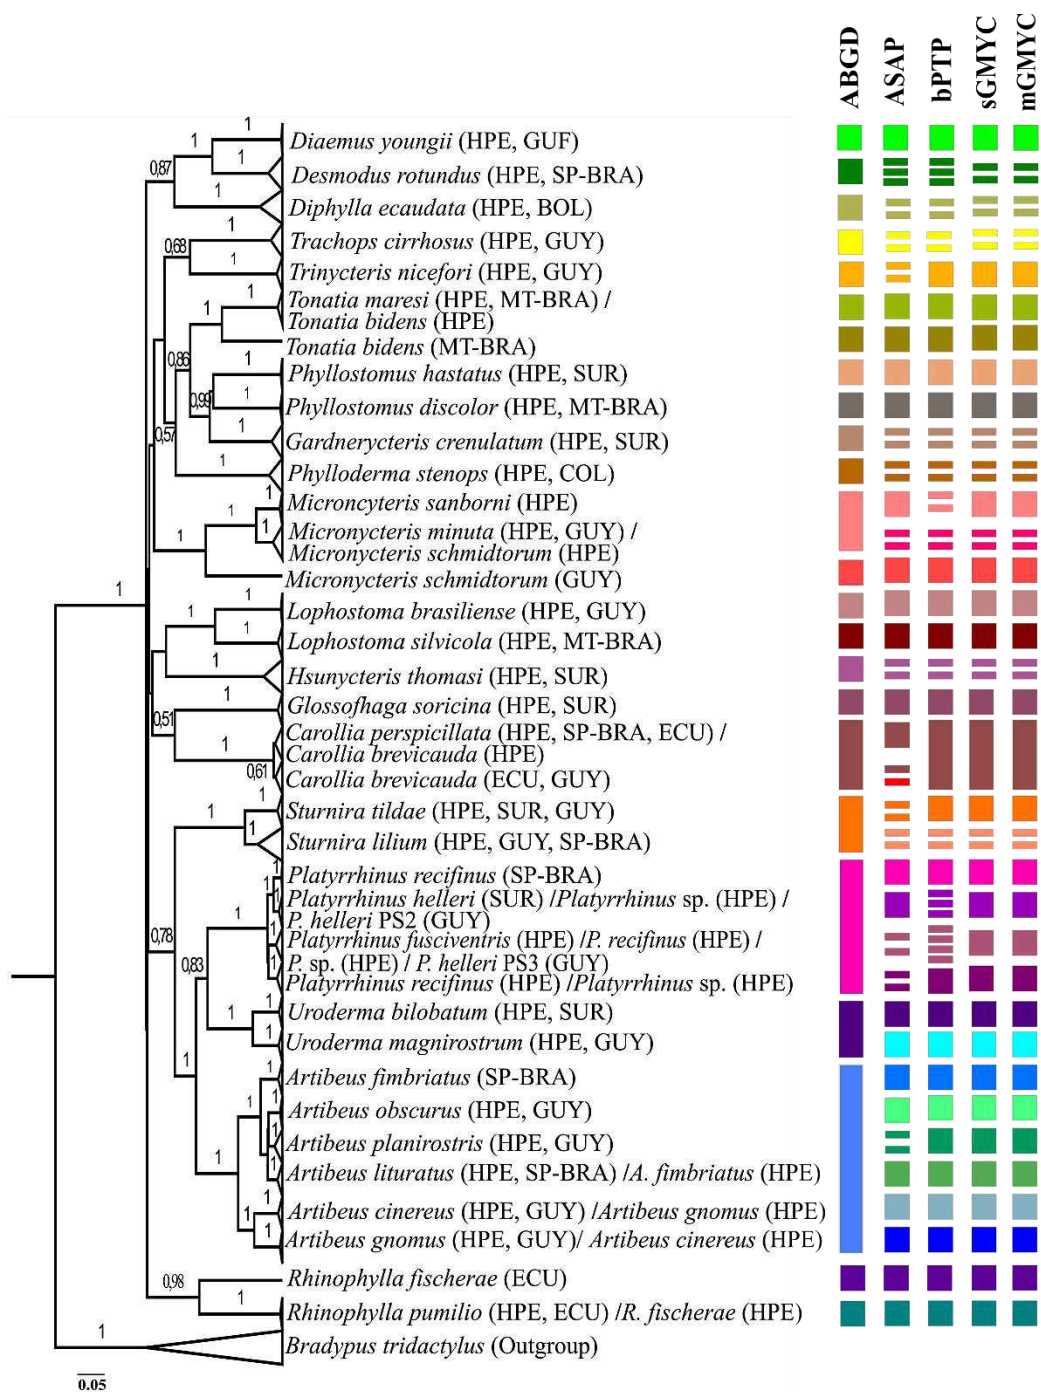 ABGD ASAP bPTP sGMYC mGMYC
1
1 Diaemus youngii (HPE, GUF)
1
0,87 Desmodus rotundus (HPE, SP-BRA)
1 Diphylla ecaudata (HPE, BOL)
1
0,68 Trachops cirrhosus (HPE, GUY)
1 Trinycteris nicefori (HPE, GUY)
1 Tonatia maresi (HPE, MT-BRA) /
1 Tonatia bidens (HPE)
Tonatia bidens (MT-BRA)
0,86 1 Phyllostomus hastatus (HPE, SUR)
1
0,99 Phyllostomus discolor (HPE, MT-BRA)
0,57 1 Gardnerycteris crenulatum (HPE, SUR)
1 Phylloderma stenops (HPE, COL)
1 Microncyteris sanborni (HPE)
1 1 Micronycteris minuta (HPE, GUY) /
1 Micronycteris schmidtorum (HPE)
1 Micronycteris schmidtorum (GUY)
1 1 Lophostoma brasiliense (HPE, GUY)
1 Lophostoma silvicola (HPE, MT-BRA)
1 Hsunycteris thomasi (HPE, SUR)
1 Glossofhaga soricina (HPE, SUR)
0,51 Carollia perspicillata (HPE, SP-BRA, ECU) /
1 Carollia brevicauda (HPE)
0,61 Carollia brevicauda (ECU, GUY)
1 1 Sturnira tildae (HPE, SUR, GUY)
1 Sturnira lilium (HPE, GUY, SP-BRA)
1 1 Platyrrhinus recifinus (SP-BRA)
1 Platyrrhinus helleri (SUR) /Platyrrhinus sp. (HPE) /
1 P. helleri PS2 (GUY)
0,78 1 Platyrrhinus fusciventris (HPE) /P. recifinus (HPE) /
0,83 1 P. sp. (HPE) / P. helleri PS3 (GUY)
Platyrrhinus recifinus (HPE) /Platyrrhinus sp. (HPE)
1 1 Uroderma bilobatum (HPE, SUR)
1 Uroderma magnirostrum (HPE, GUY)
1 Artibeus fimbriatus (SP-BRA)
1 1 Artibeus obscurus (HPE, GUY)
1 Artibeus planirostris (HPE, GUY)
1 1 Artibeus lituratus (HPE, SP-BRA) /A. fimbriatus (HPE)
1 1 Artibeus cinereus (HPE, GUY) /Artibeus gnomus (HPE)
1 Artibeus gnomus (HPE, GUY)/ Artibeus cinereus (HPE)
0,98 Rhinophylla fischerae (ECU)
1 Rhinophylla pumilio (HPE, ECU) /R. fischerae (HPE)
1 Bradypus tridactylus (Outgroup)
0.05